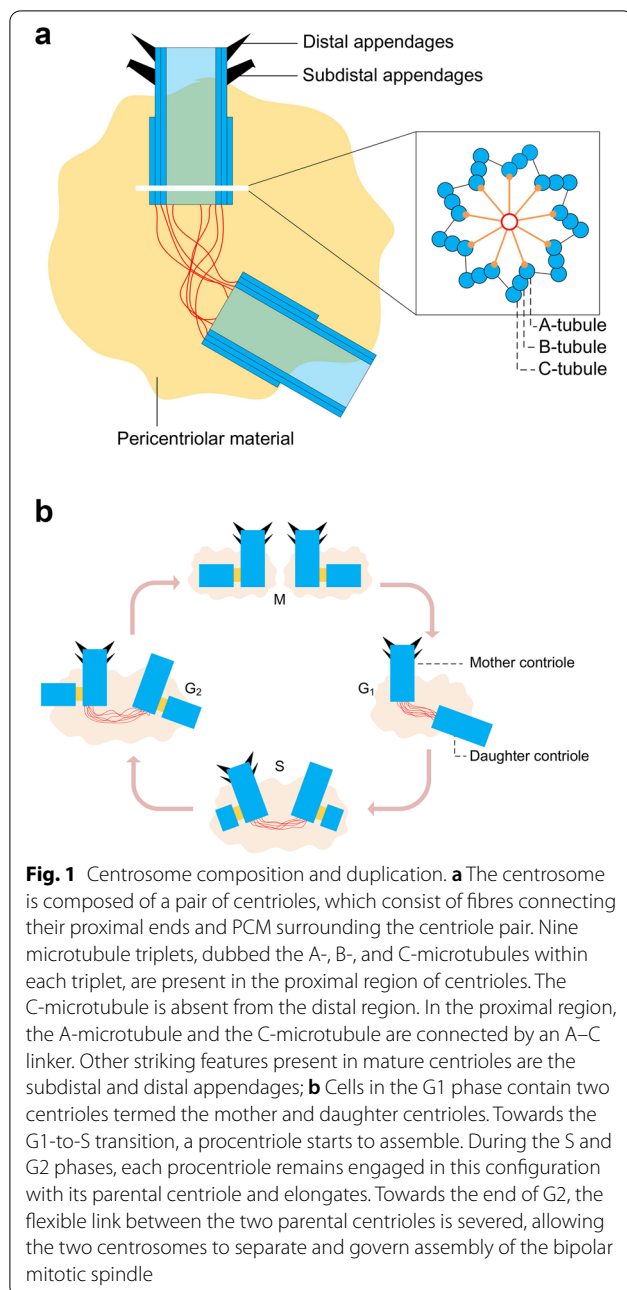 a
Distal appendages
Subdistal appendages
A-tubule
B-tubule
C-tubule
Pericentriolar material
b
M
Mother contriole
G₁
Daughter contriole
S
G₂
Fig. 1 Centrosome composition and duplication. a The centrosome
is composed of a pair of centrioles, which consist of fibres connecting
their proximal ends and PCM surrounding the centriole pair. Nine
microtubule triplets, dubbed the A-, B-, and C-microtubules within
each triplet, are present in the proximal region of centrioles. The
C-microtubule is absent from the distal region. In the proximal region,
the A-microtubule and the C-microtubule are connected by an A–C
linker. Other striking features present in mature centrioles are the
subdistal and distal appendages; b Cells in the G1 phase contain two
centrioles termed the mother and daughter centrioles. Towards the
G1-to-S transition, a procentriole starts to assemble. During the S and
G2 phases, each procentriole remains engaged in this configuration
with its parental centriole and elongates. Towards the end of G2, the
flexible link between the two parental centrioles is severed, allowing
the two centrosomes to separate and govern assembly of the bipolar
mitotic spindle